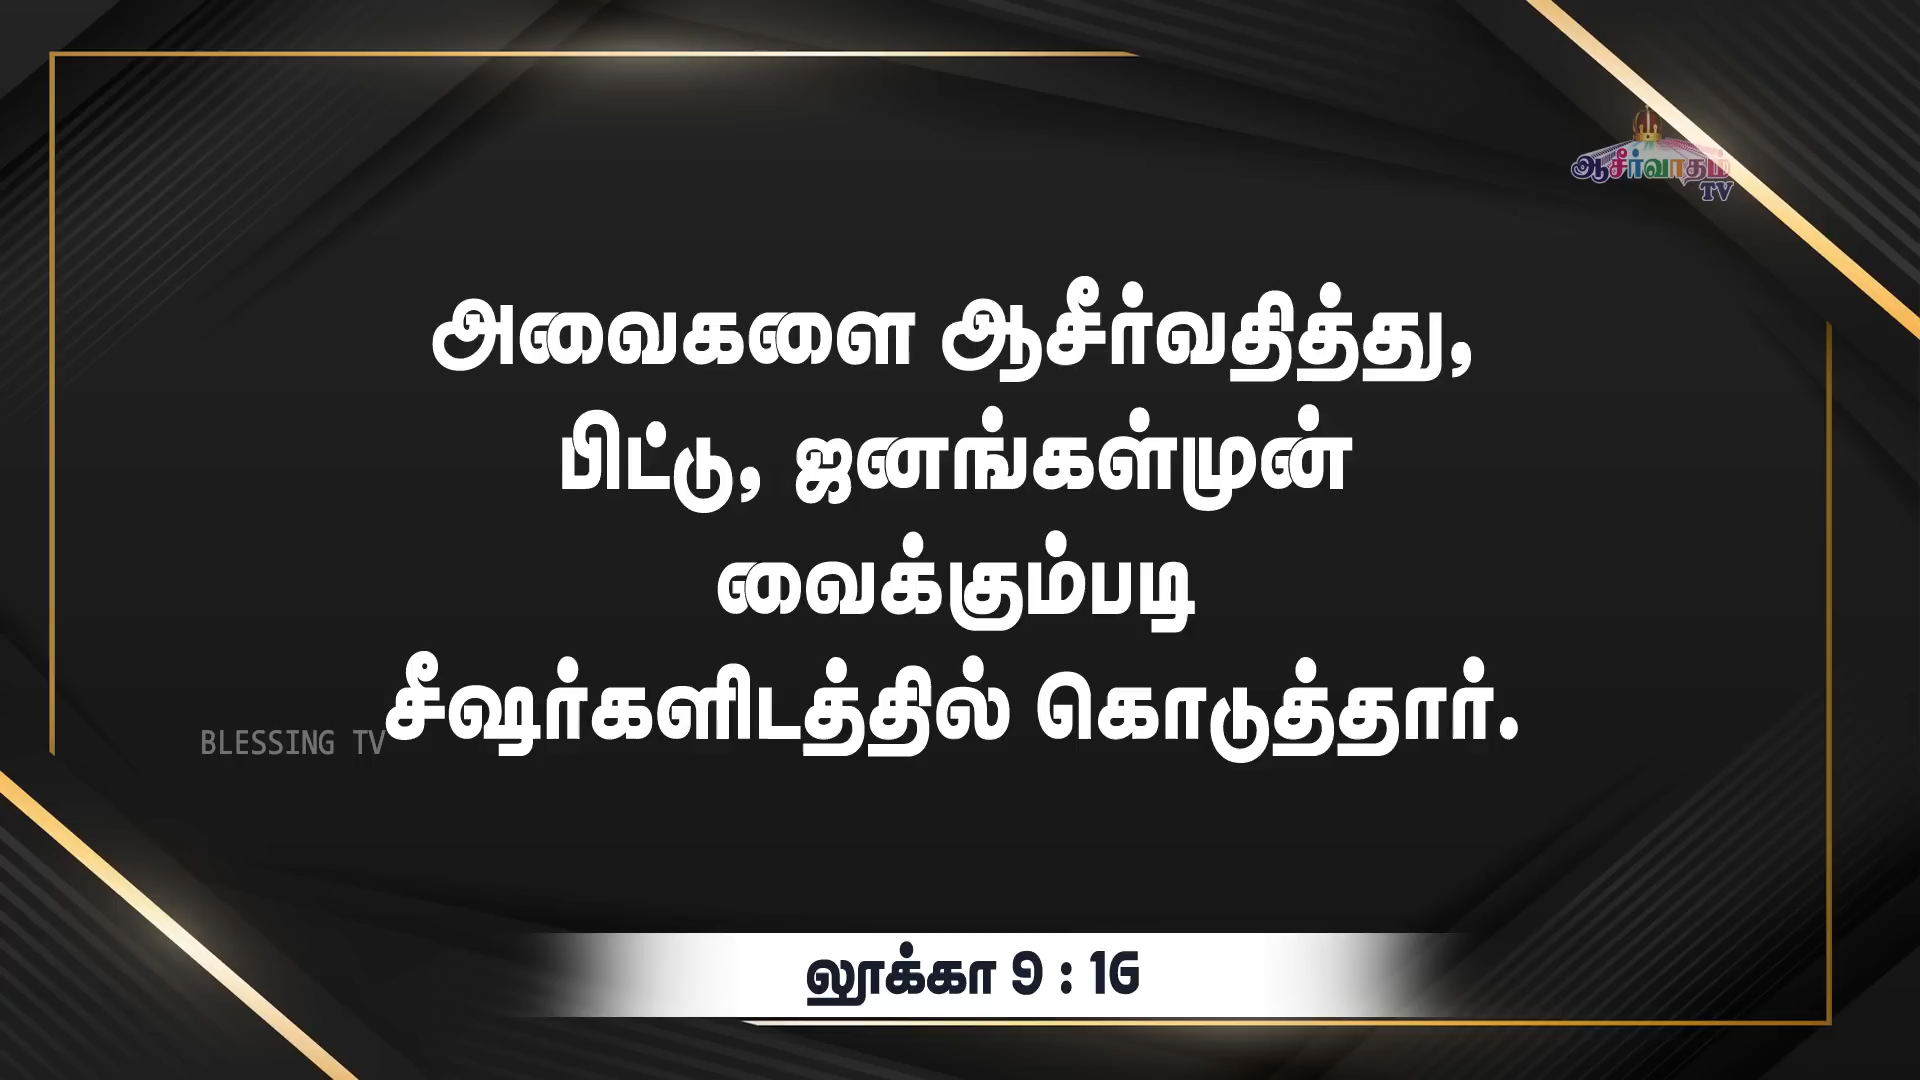 ஆசீர்வாதம்
TV
அவைகளை ஆசீர்வதித்து,
பிட்டு, ஜனங்கள்முன்
வைக்கும்படி
சீஷர்களிடத்தில் கொடுத்தார்.
BLESSING TV
லூக்கா 9 : 16